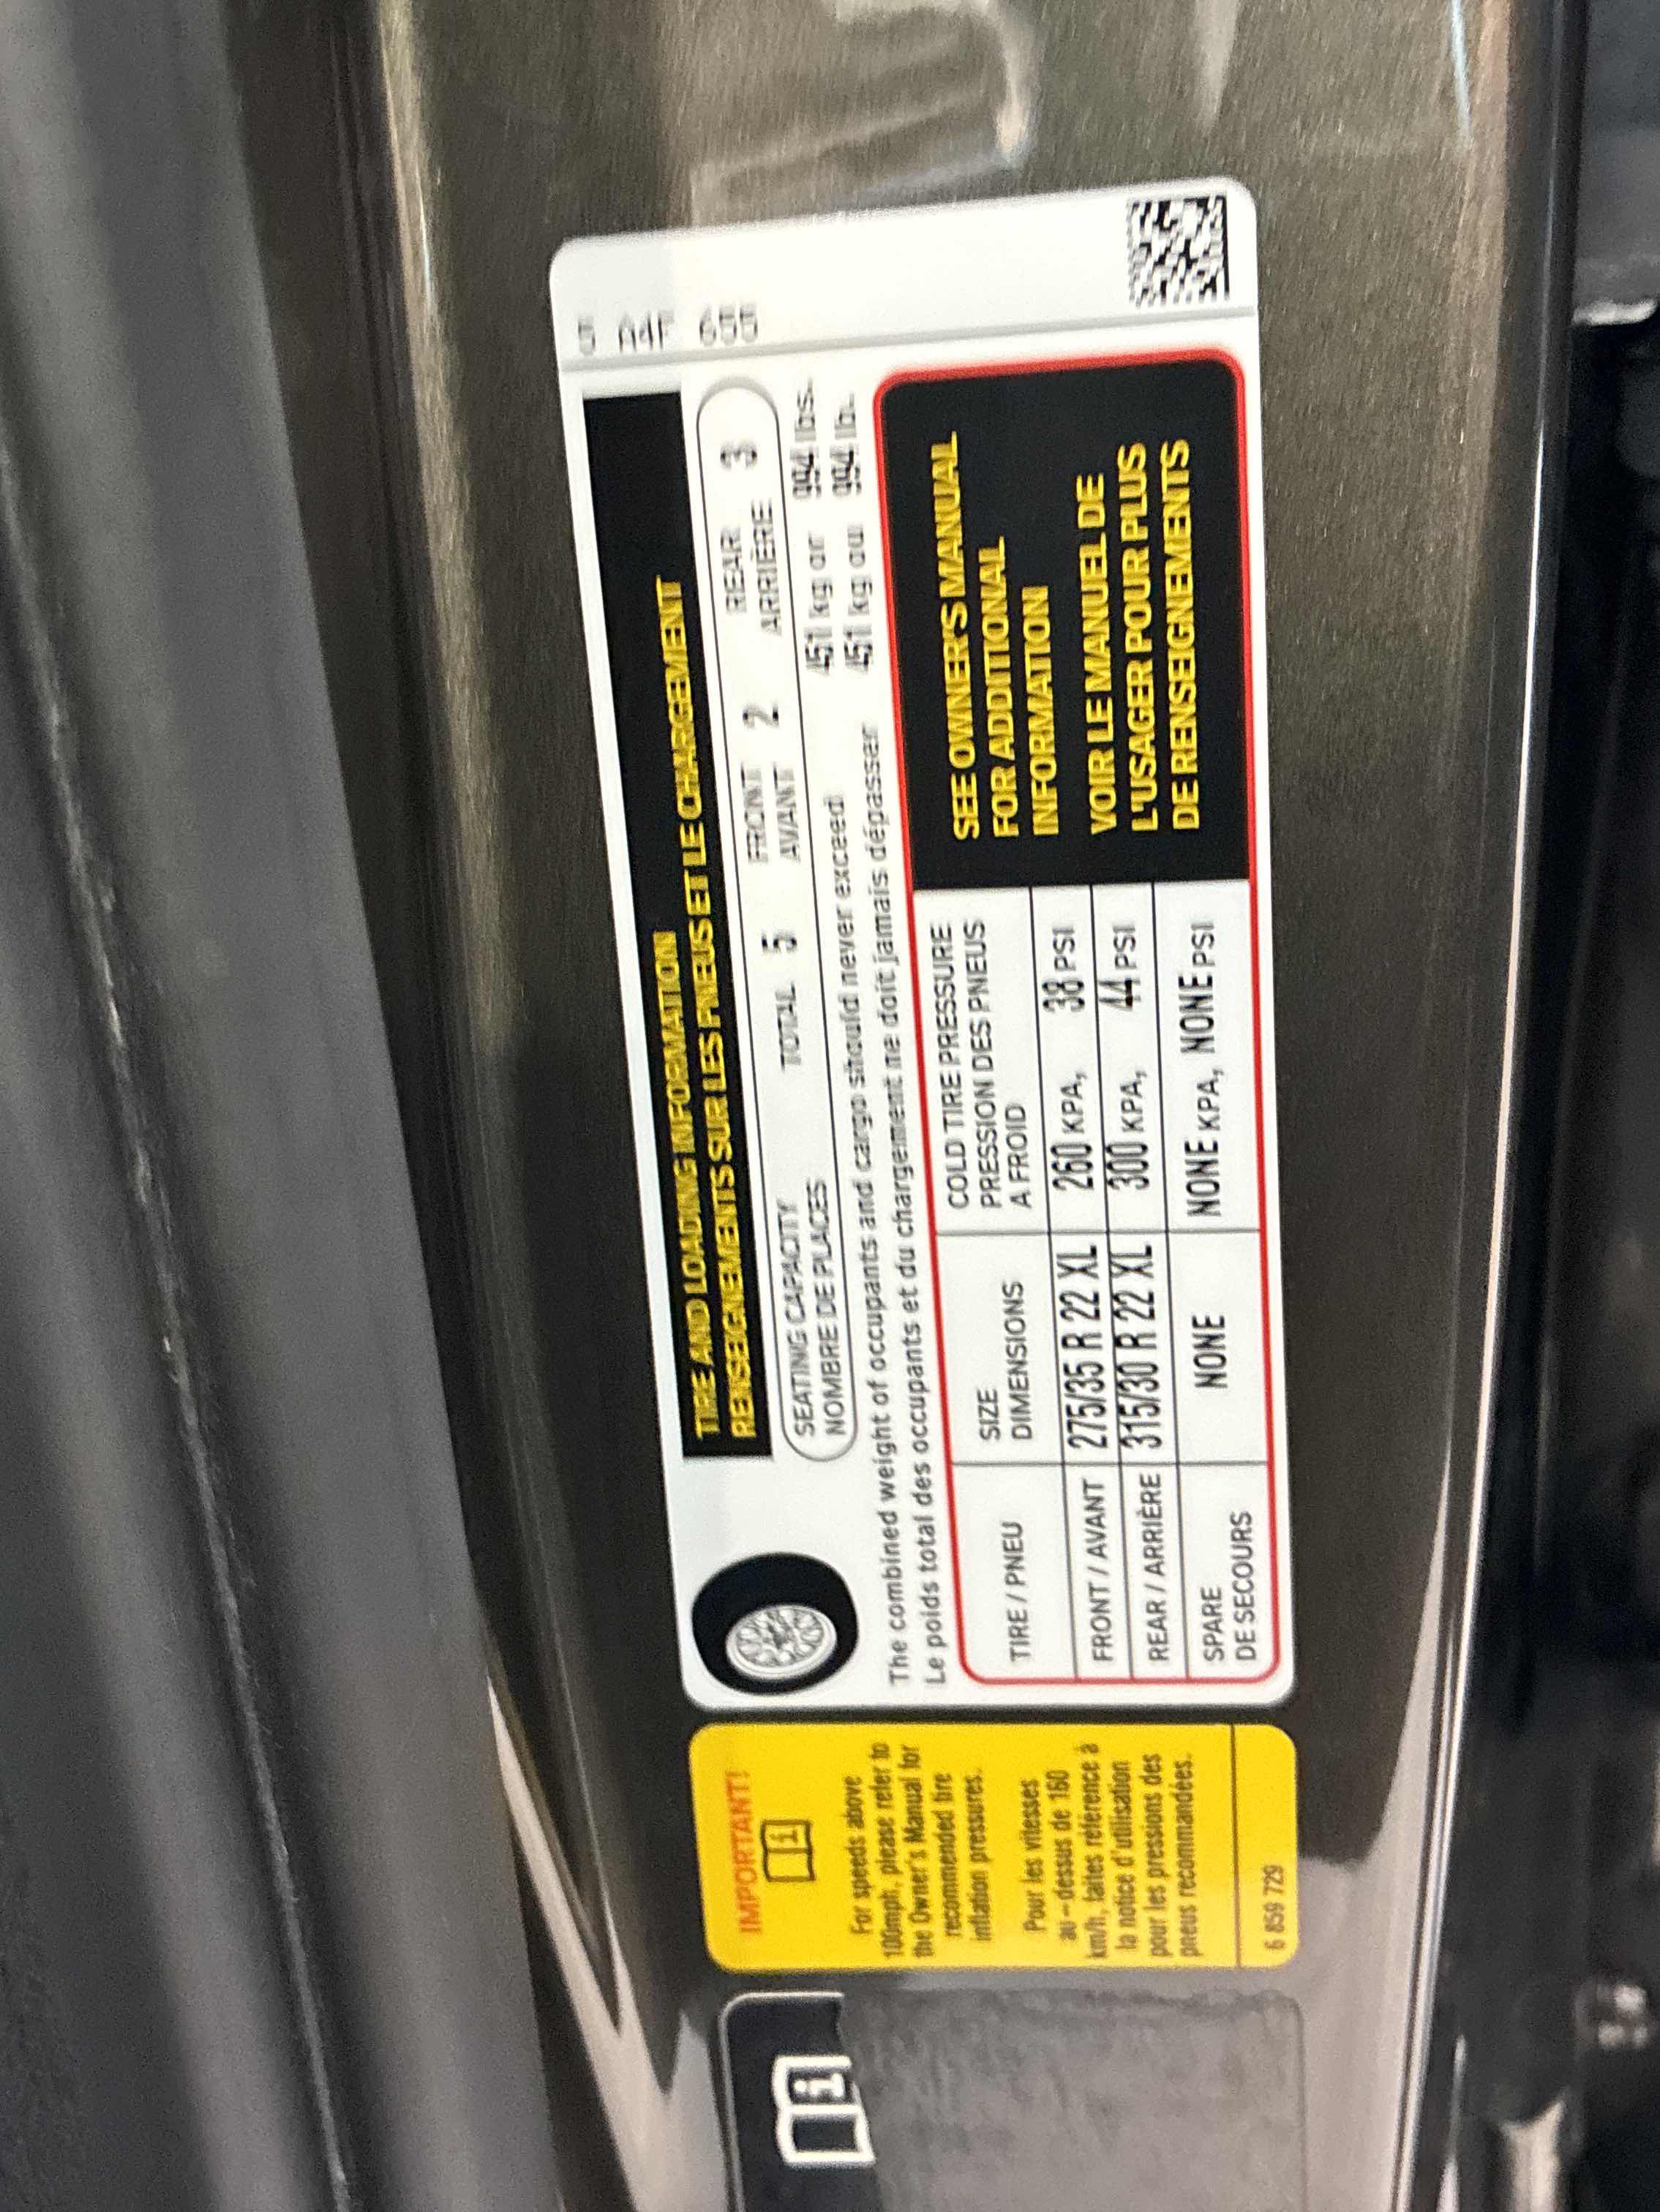 IMPORTANT!
For speeds above
100mph, please refer to
the Owner's Manual for
recommended tire
inflation pressures.
Pour les vitesses
au-dessus de 160
km/h, faites référence à
la notice d'utilisation
pour les pressions des
pneus recommandées.
6 859 729
TIRE AND LOADING INFORMATION
RENSEIGNEMENTS SUR LES PNEUS ET LE CHARGEMENT
SEATING CAPACITY TOTAL 5 FRONT 2 REAR 3
NOMBRE DE PLACES AVANT ARRIÈRE
The combined weight of occupants and cargo should never exceed 451 kg or 994 lbs.
Le poids total des occupants et du chargement ne doit jamais dépasser 451 kg ou 994 lb.
TIRE / PNEU SIZE DIMENSIONS COLD TIRE PRESSURE PRESSION DES PNEUS A FROID
FRONT / AVANT 275/35 R 22 XL 260 KPA, 38 PSI
REAR / ARRIÈRE 315/30 R 22 XL 300 KPA, 44 PSI
SPARE DE SECOURS NONE NONE KPA, NONE PSI
SEE OWNER'S MANUAL
FOR ADDITIONAL
INFORMATION
VOIR LE MANUEL DE
L'USAGER POUR PLUS
DE RENSEIGNEMENTS
5 A4F 655